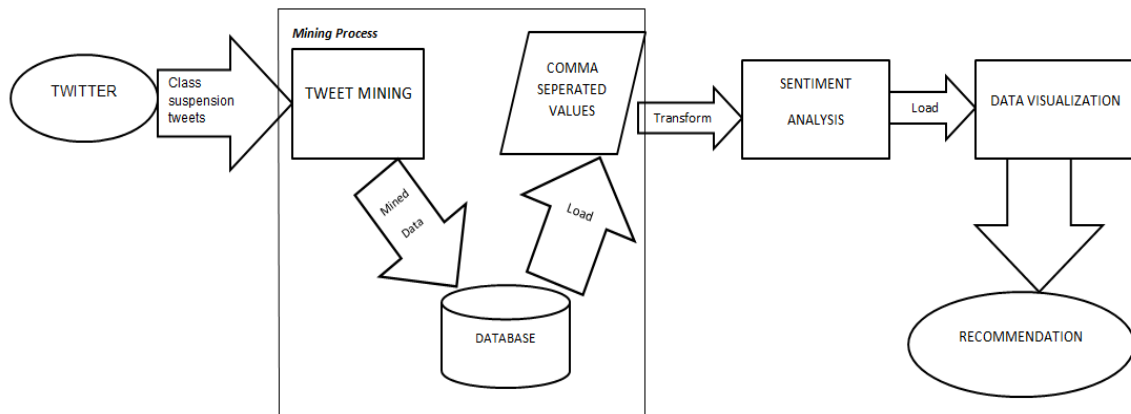 Mining Process
TWITTER
Class
suspension
tweets
TWEET MINING
Mined
Data
DATABASE
Load
COMMA
SEPERATED
VALUES
Transform
SENTIMENT
ANALYSIS
Load
DATA VISUALIZATION
RECOMMENDATION